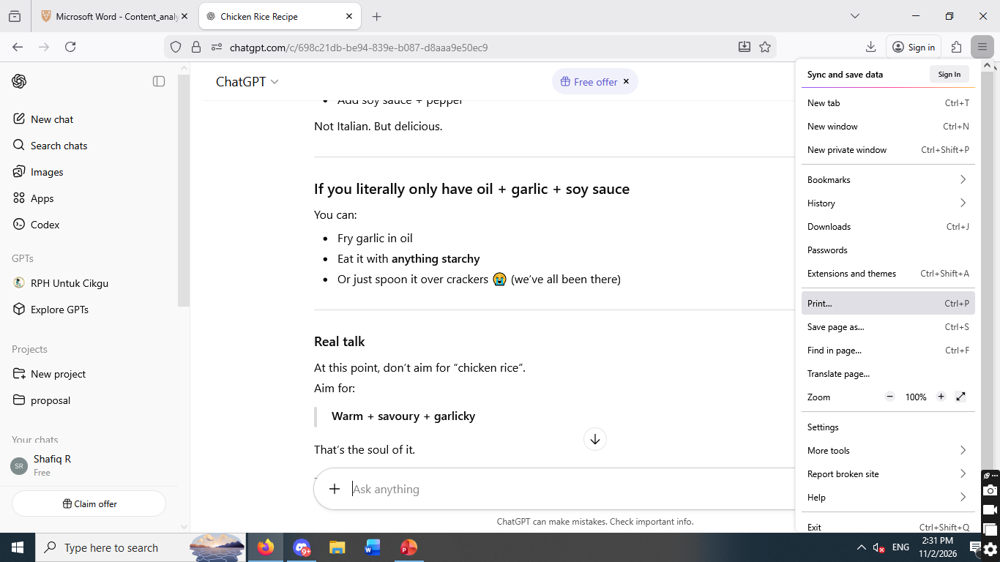 Microsoft Word - Content_analy
Chicken Rice Recipe
chatgpt.com/c/698c21db-be94-839e-b087-d8aaa9e50ec9
Sign in
ChatGPT
Free offer
New chat
Search chats
Images
Apps
Codex
GPTs
RPH Untuk Cikgu
Explore GPTs
Projects
New project
proposal
Your chats
SR
Shafiq R
Free
Claim offer
Add soy sauce + pepper
Not Italian. But delicious.
If you literally only have oil + garlic + soy sauce
You can:
Fry garlic in oil
Eat it with anything starchy
Or just spoon it over crackers 😭 (we’ve all been there)
Real talk
At this point, don’t aim for “chicken rice”.
Aim for:
Warm + savoury + garlicky
That’s the soul of it.
Ask anything
ChatGPT can make mistakes. Check important info.
Sync and save data
Sign In
New tab Ctrl+T
New window Ctrl+N
New private window Ctrl+Shift+P
Bookmarks
History
Downloads Ctrl+J
Passwords
Extensions and themes Ctrl+Shift+A
Print... Ctrl+P
Save page as... Ctrl+S
Find in page... Ctrl+F
Translate page...
Zoom − 100% +
Settings
More tools
Report broken site
Help
Exit Ctrl+Shift+Q
Type here to search
9+
ENG
2:31 PM
11/2/2026